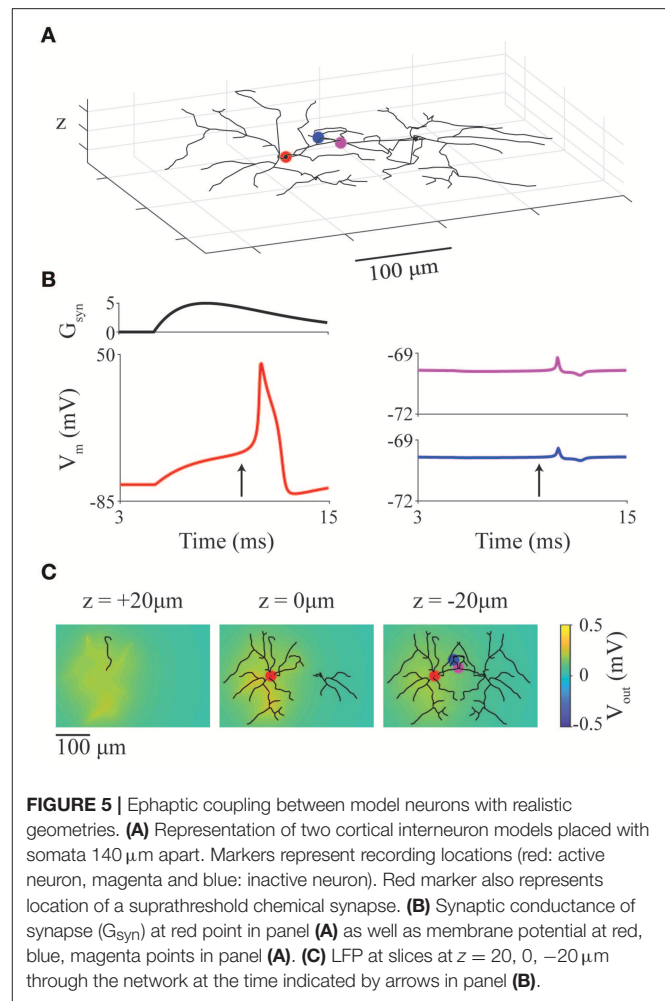 A
z
100 μm
B
G_syn
5
0
50
V_m (mV)
-85
3
15
Time (ms)
-69
-72
-69
-72
3
15
Time (ms)
C
z = +20μm
z = 0μm
z = -20μm
0.5
-0.5
V_out (mV)
100 μm
FIGURE 5 | Ephaptic coupling between model neurons with realistic
geometries. (A) Representation of two cortical interneuron models placed with
somata 140 μm apart. Markers represent recording locations (red: active
neuron, magenta and blue: inactive neuron). Red marker also represents
location of a suprathreshold chemical synapse. (B) Synaptic conductance of
synapse (Gsyn) at red point in panel (A) as well as membrane potential at red,
blue, magenta points in panel (A). (C) LFP at slices at z = 20, 0, −20 μm
through the network at the time indicated by arrows in panel (B).